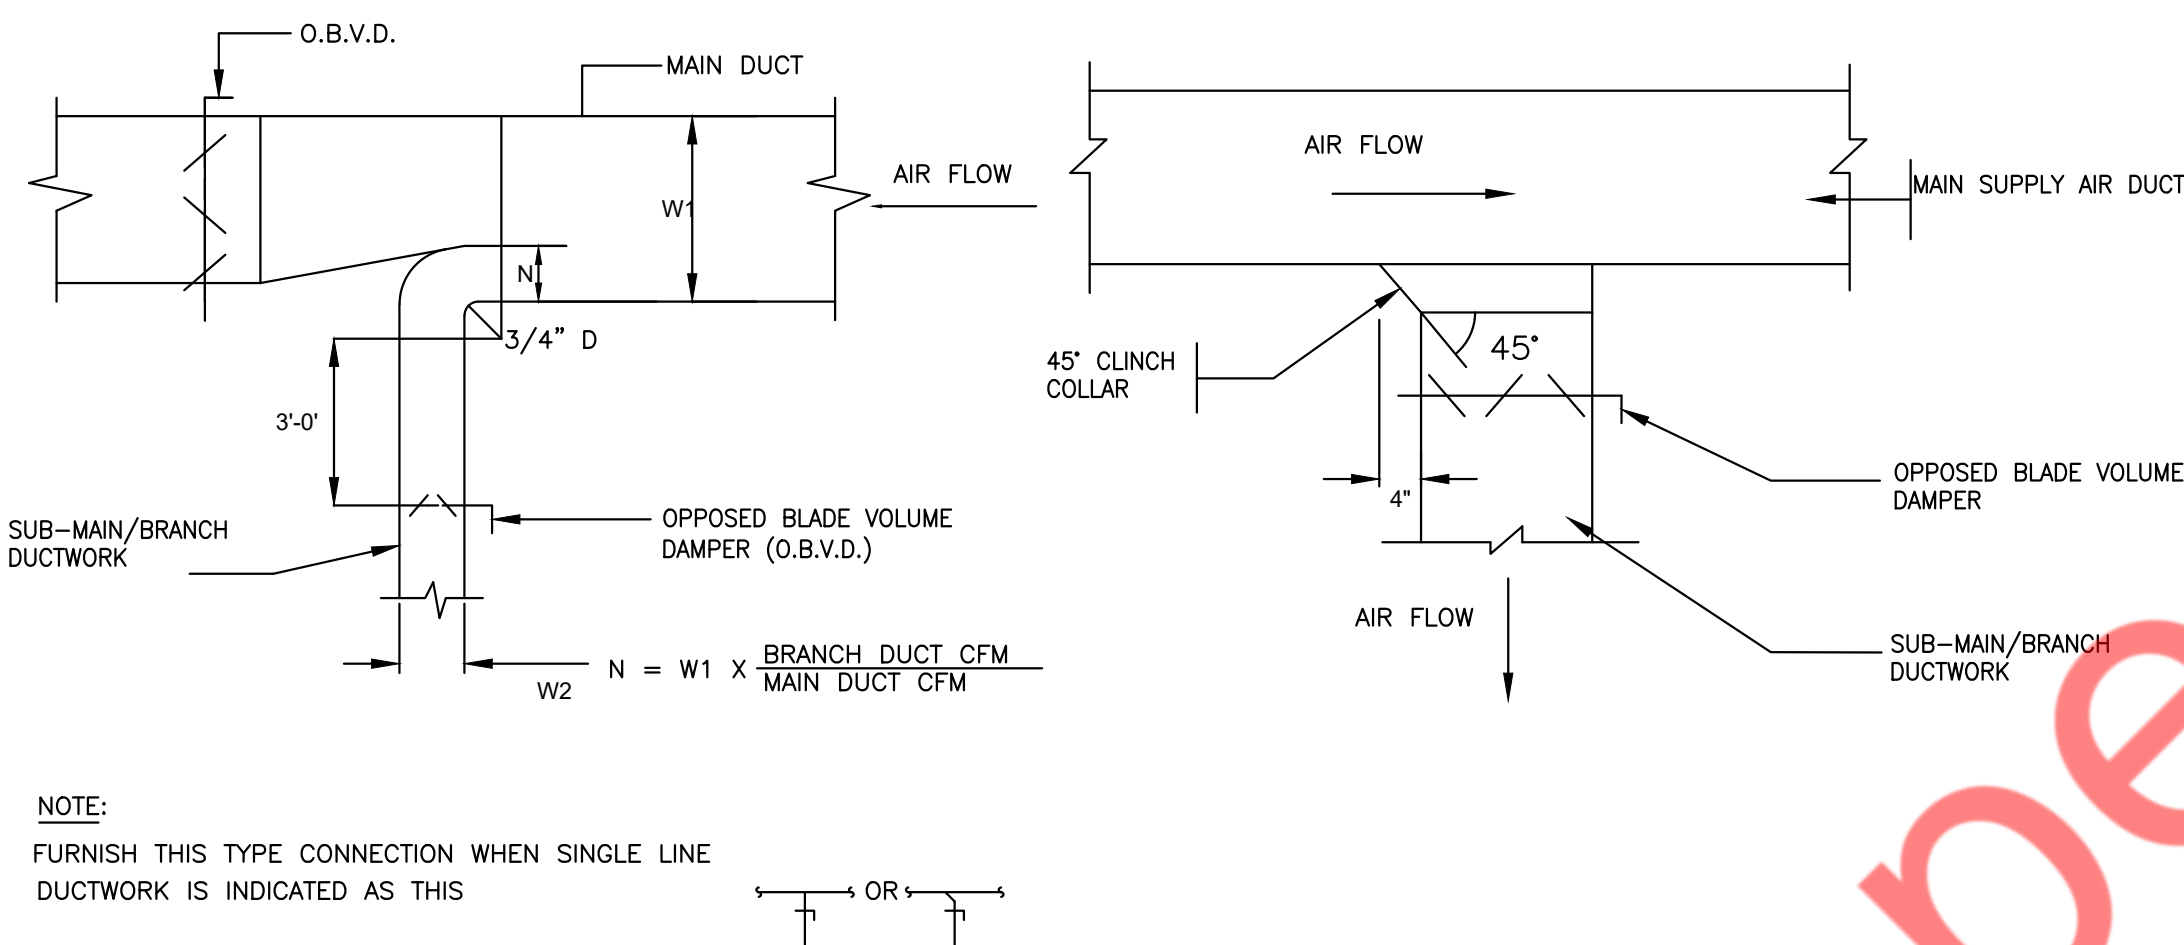 O.B.V.D.
MAIN DUCT
AIR FLOW
W1
N
3/4" D
3'-0'
SUB-MAIN/BRANCH
DUCTWORK
OPPOSED BLADE VOLUME
DAMPER (O.B.V.D.)
W2
N = W1 X BRANCH DUCT CFM
MAIN DUCT CFM
AIR FLOW
MAIN SUPPLY AIR DUCT
45° CLINCH
COLLAR
45°
4"
OPPOSED BLADE VOLUME
DAMPER
AIR FLOW
SUB-MAIN/BRANCH
DUCTWORK
NOTE:
FURNISH THIS TYPE CONNECTION WHEN SINGLE LINE
DUCTWORK IS INDICATED AS THIS
OR
pe